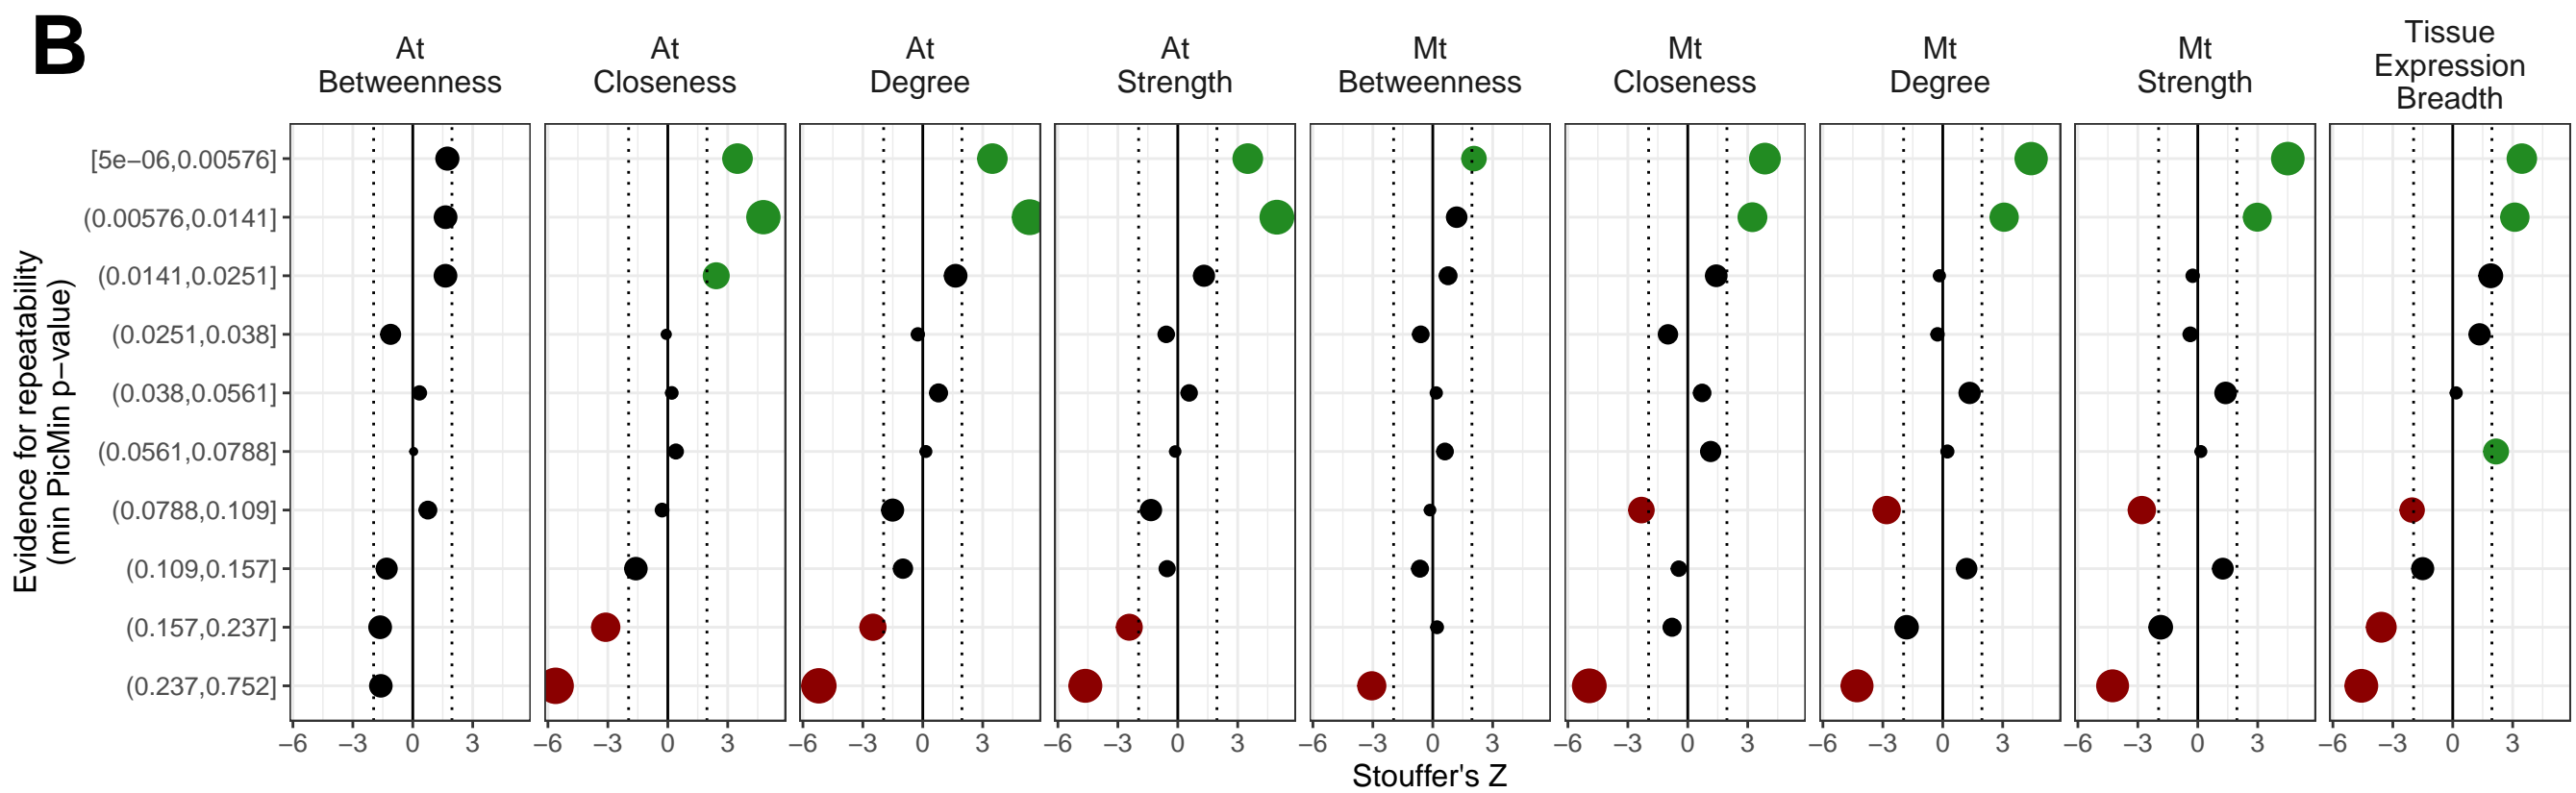 B
At
Betweenness
At
Closeness
At
Degree
At
Strength
Mt
Betweenness
Mt
Closeness
Mt
Degree
Mt
Strength
Tissue
Expression
Breadth
Evidence for repeatability
(min PicMin p−value)
[5e−06,0.00576]
(0.00576,0.0141]
(0.0141,0.0251]
(0.0251,0.038]
(0.038,0.0561]
(0.0561,0.0788]
(0.0788,0.109]
(0.109,0.157]
(0.157,0.237]
(0.237,0.752]
−6 −3 0 3
−6 −3 0 3
−6 −3 0 3
−6 −3 0 3
−6 −3 0 3
−6 −3 0 3
−6 −3 0 3
−6 −3 0 3
−6 −3 0 3
Stouffer's Z